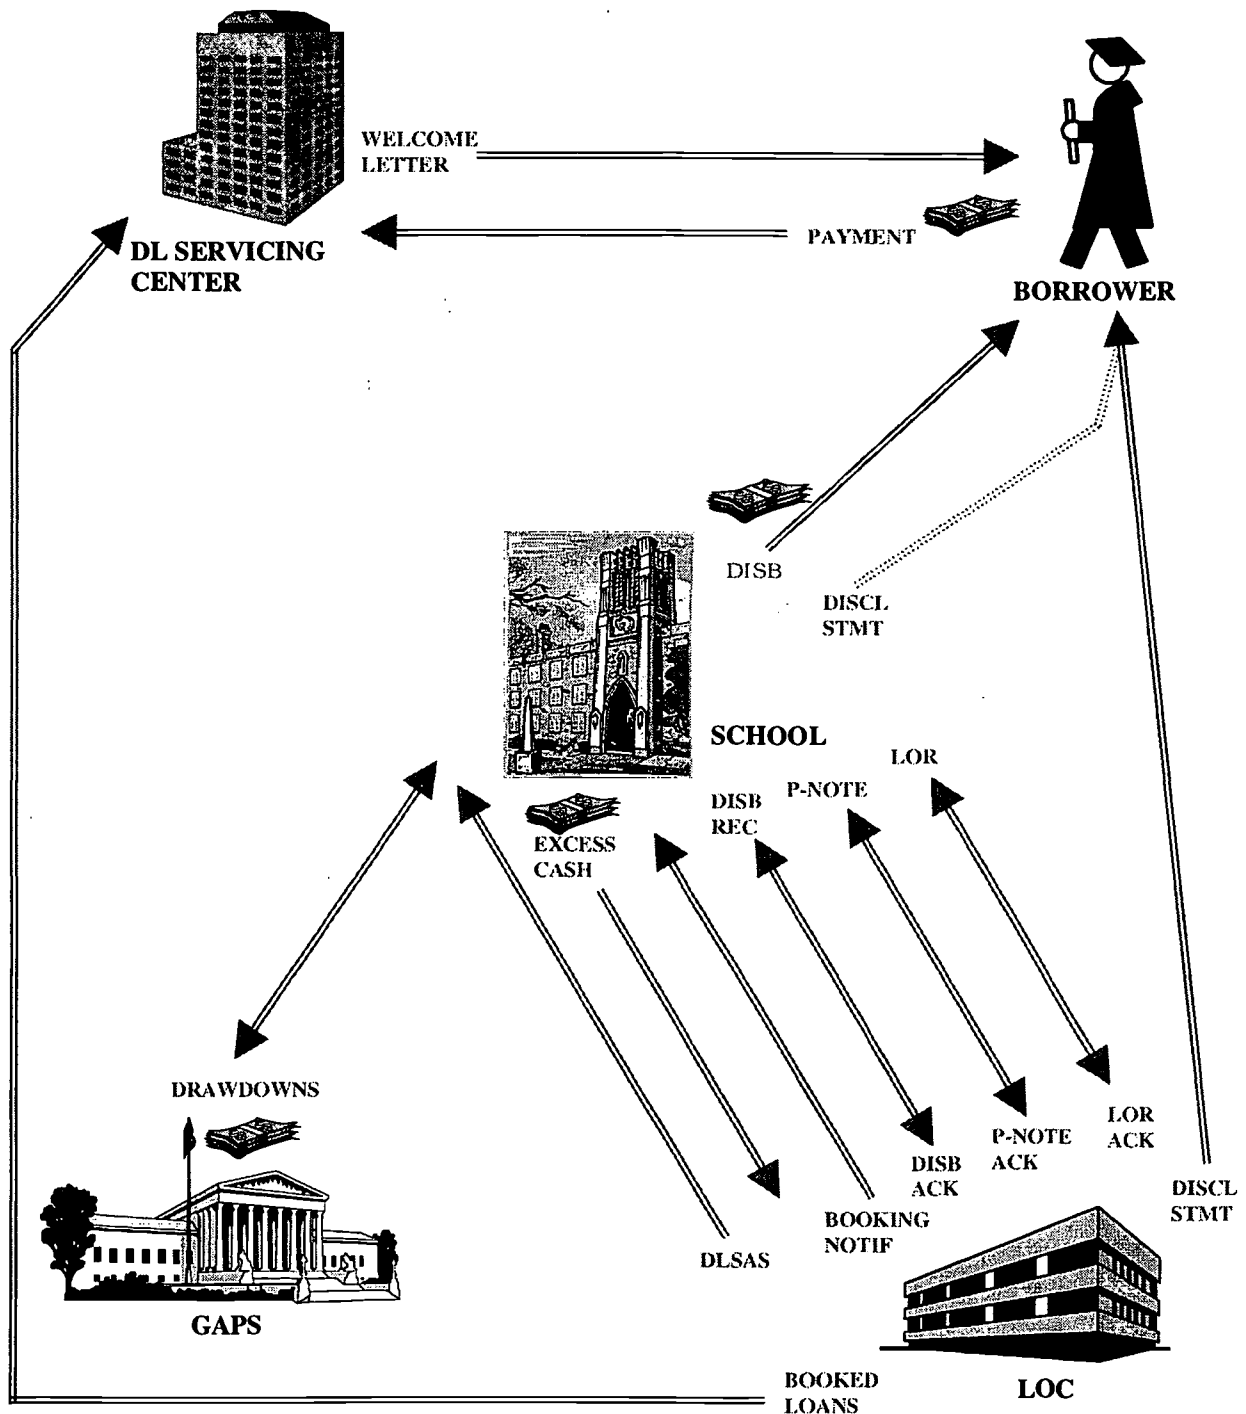 WELCOME
LETTER
PAYMENT
DL SERVICING
CENTER
BORROWER
DISB
DISCL
STMT
SCHOOL
LOR
P-NOTE
DISB
REC
EXCESS
CASH
DRAWDOWNS
LOR
ACK
P-NOTE
ACK
DISB
ACK
DISCL
STMT
BOOKING
NOTIF
DLSAS
GAPS
BOOKED
LOANS
LOC